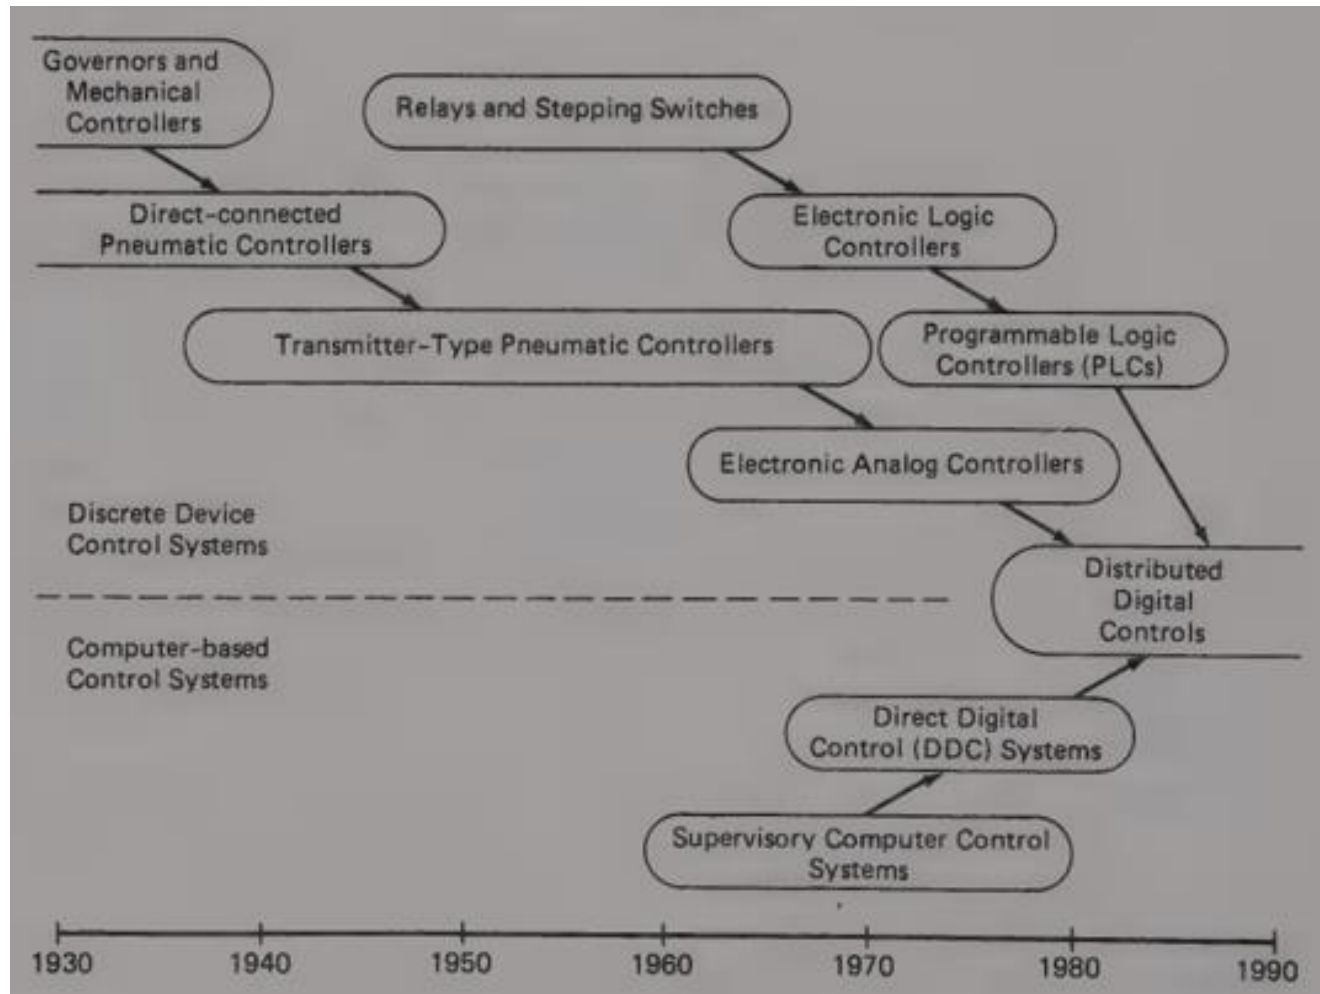 Governors and
Mechanical
Controllers
Relays and Stepping Switches
Direct-connected
Pneumatic Controllers
Electronic Logic
Controllers
Transmitter-Type Pneumatic Controllers
Programmable Logic
Controllers (PLCs)
Electronic Analog Controllers
Discrete Device
Control Systems
Distributed
Digital
Controls
Computer-based
Control Systems
Direct Digital
Control (DDC) Systems
Supervisory Computer Control
Systems
1930 1940 1950 1960 1970 1980 1990